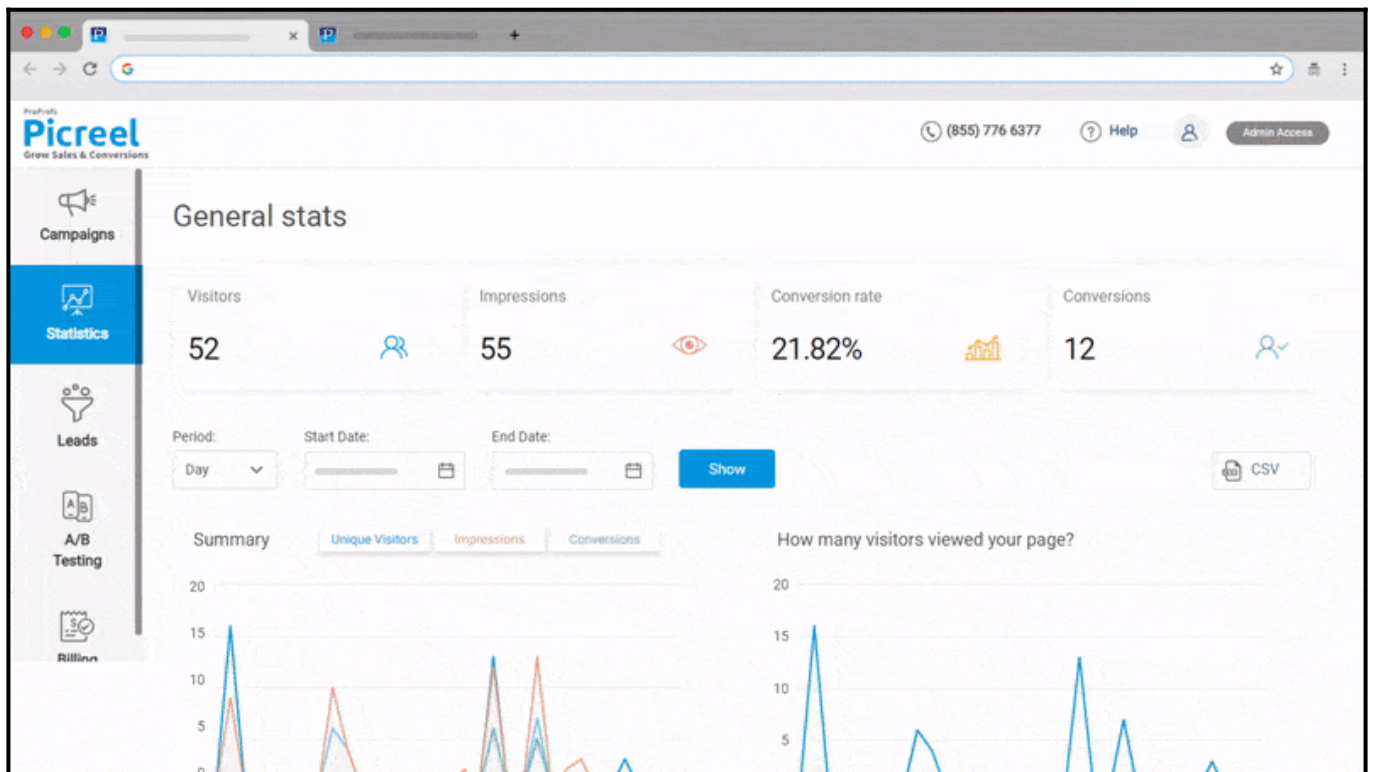 ProProfs
Picreel
Grow Sales & Conversions
(855) 776 6377
? Help
Admin Access
Campaigns
Statistics
Leads
A/B
Testing
Billing
General stats
Visitors
52
Impressions
55
Conversion rate
21.82%
Conversions
12
Period:
Day
Start Date:
End Date:
Show
CSV
Summary
Unique Visitors
Impressions
Conversions
20
15
10
5
0
How many visitors viewed your page?
20
15
10
5